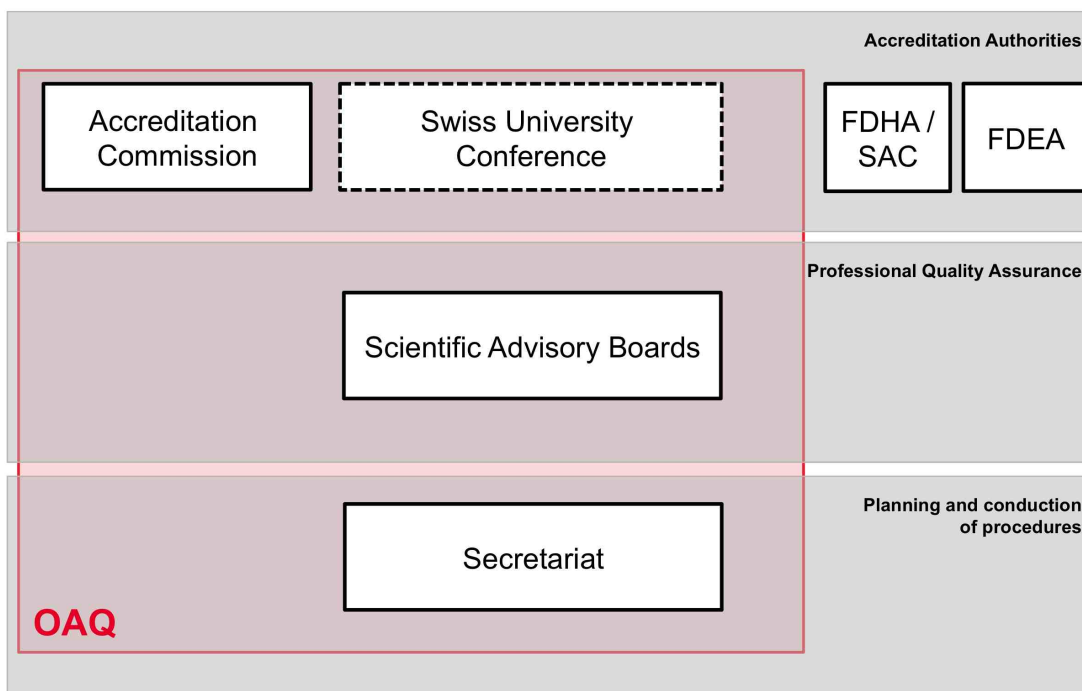 Accreditation Authorities
Accreditation
Commission
Swiss University
Conference
FDHA /
SAC
FDEA
Professional Quality Assurance
Scientific Advisory Boards
Planning and conduction
of procedures
Secretariat
OAQ